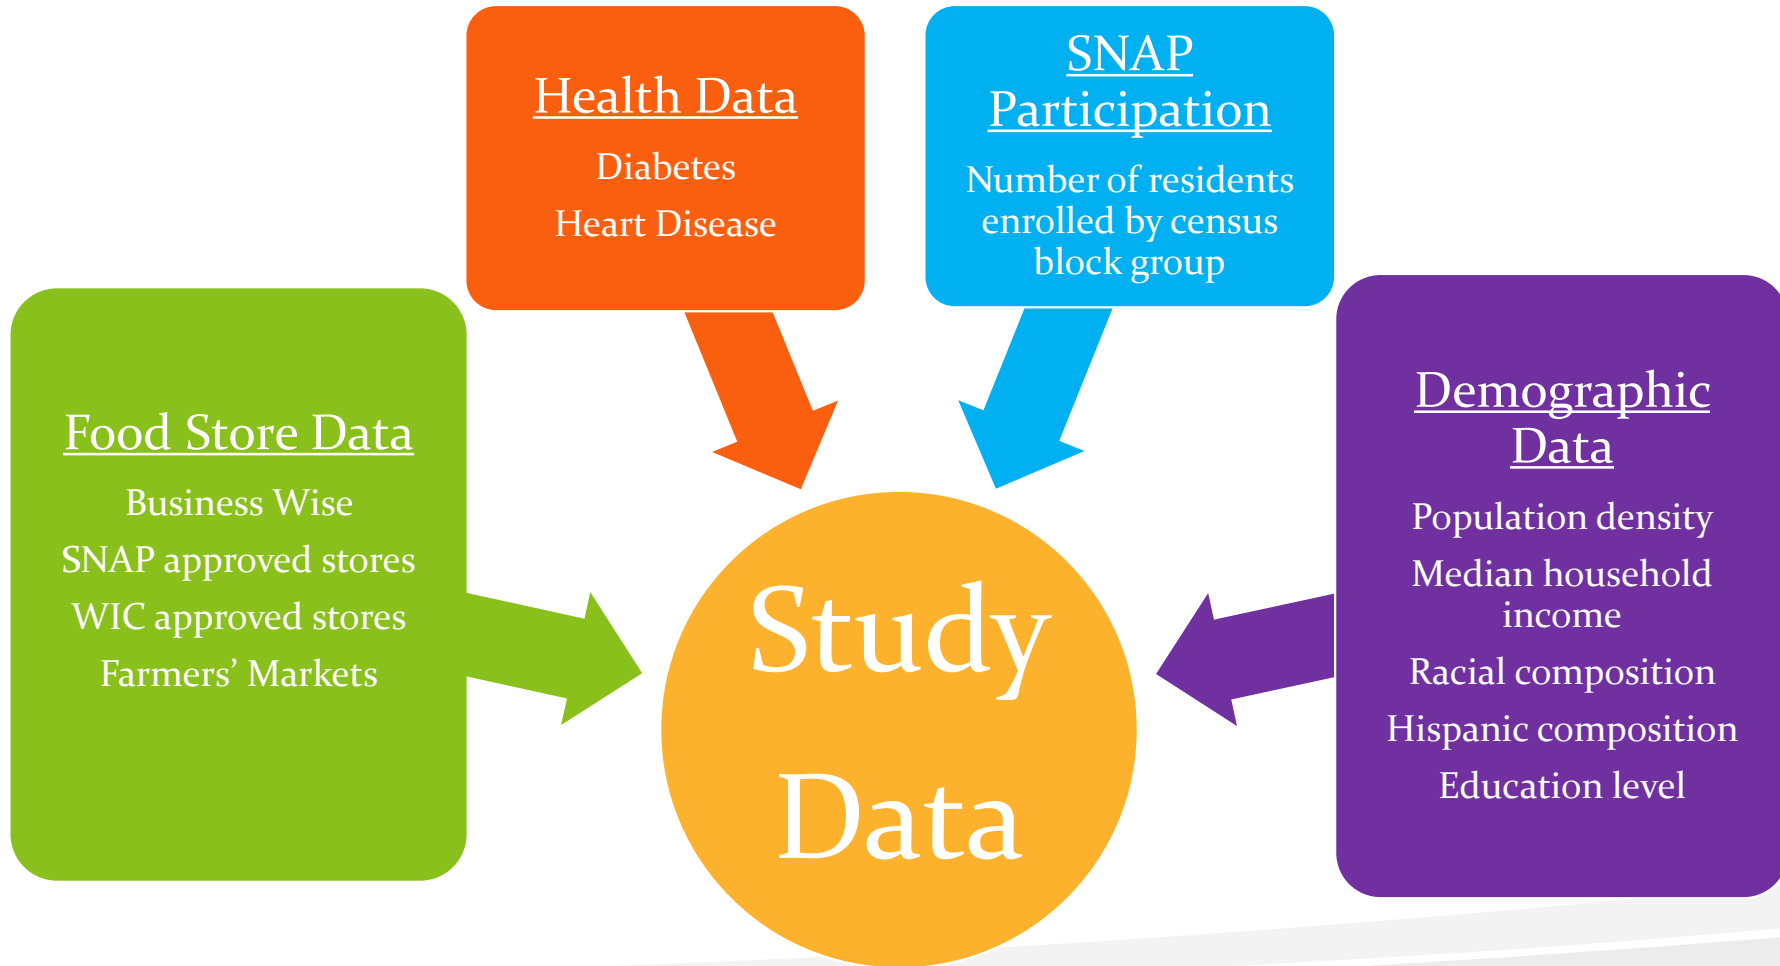 Health Data
Diabetes
Heart Disease
SNAP
Participation
Number of residents
enrolled by census
block group
Food Store Data
Business Wise
SNAP approved stores
WIC approved stores
Farmers’ Markets
Demographic
Data
Population density
Median household
income
Racial composition
Hispanic composition
Education level
Study
Data